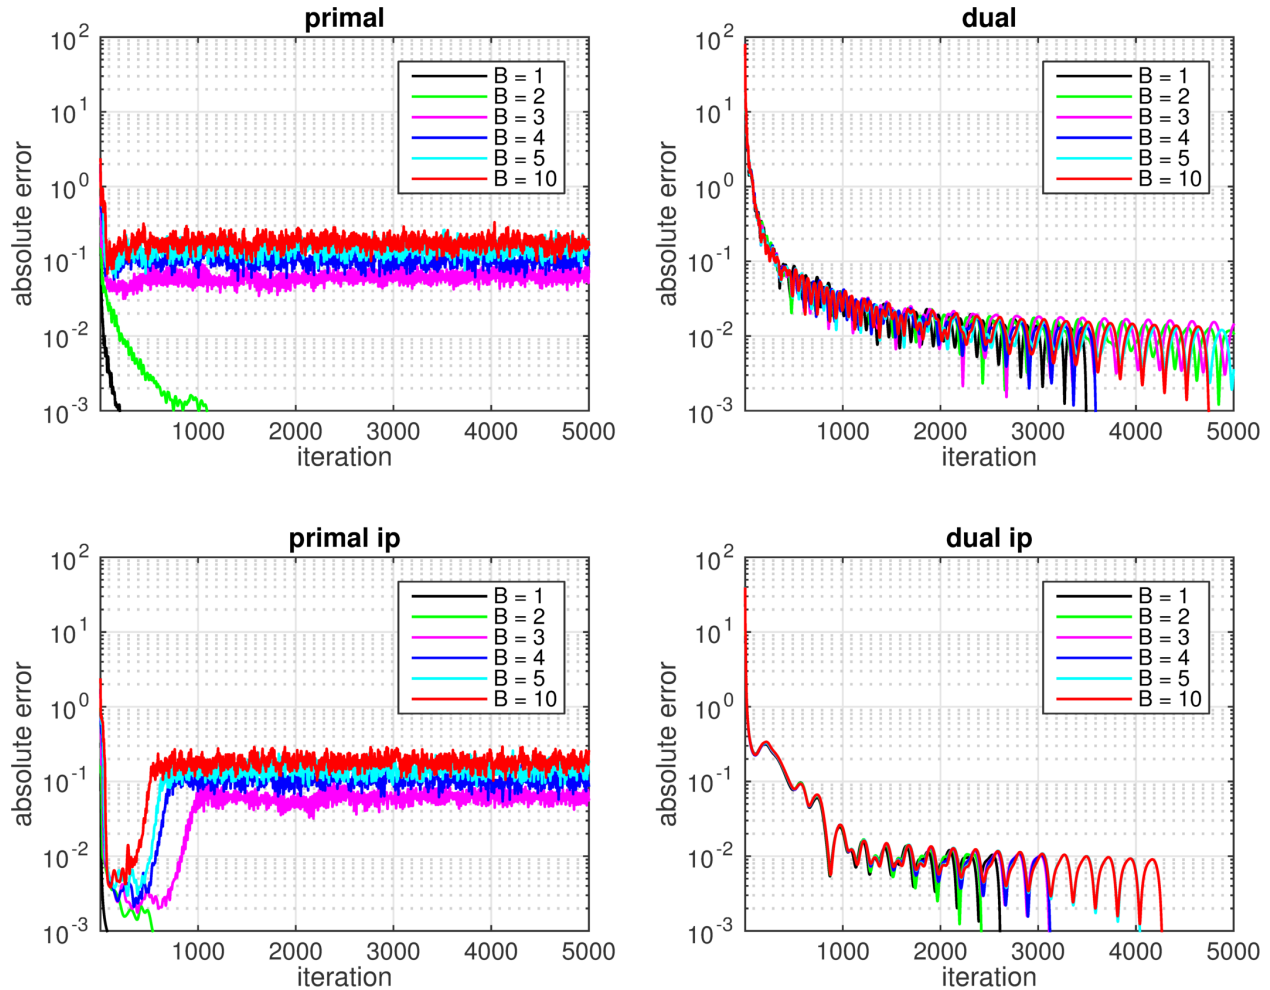 primal
absolute error
10^2
10^1
10^0
10^-1
10^-2
10^-3
B = 1
B = 2
B = 3
B = 4
B = 5
B = 10
1000 2000 3000 4000 5000
iteration
dual
absolute error
10^2
10^1
10^0
10^-1
10^-2
10^-3
B = 1
B = 2
B = 3
B = 4
B = 5
B = 10
1000 2000 3000 4000 5000
iteration
primal ip
absolute error
10^2
10^1
10^0
10^-1
10^-2
10^-3
B = 1
B = 2
B = 3
B = 4
B = 5
B = 10
1000 2000 3000 4000 5000
iteration
dual ip
absolute error
10^2
10^1
10^0
10^-1
10^-2
10^-3
B = 1
B = 2
B = 3
B = 4
B = 5
B = 10
1000 2000 3000 4000 5000
iteration